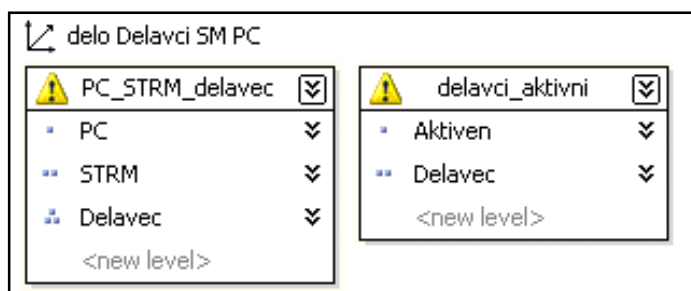 delo Delavci SM PC
PC_STRM_delavec
PC
STRM
Delavec
<new level>
delavci_aktivni
Aktiven
Delavec
<new level>